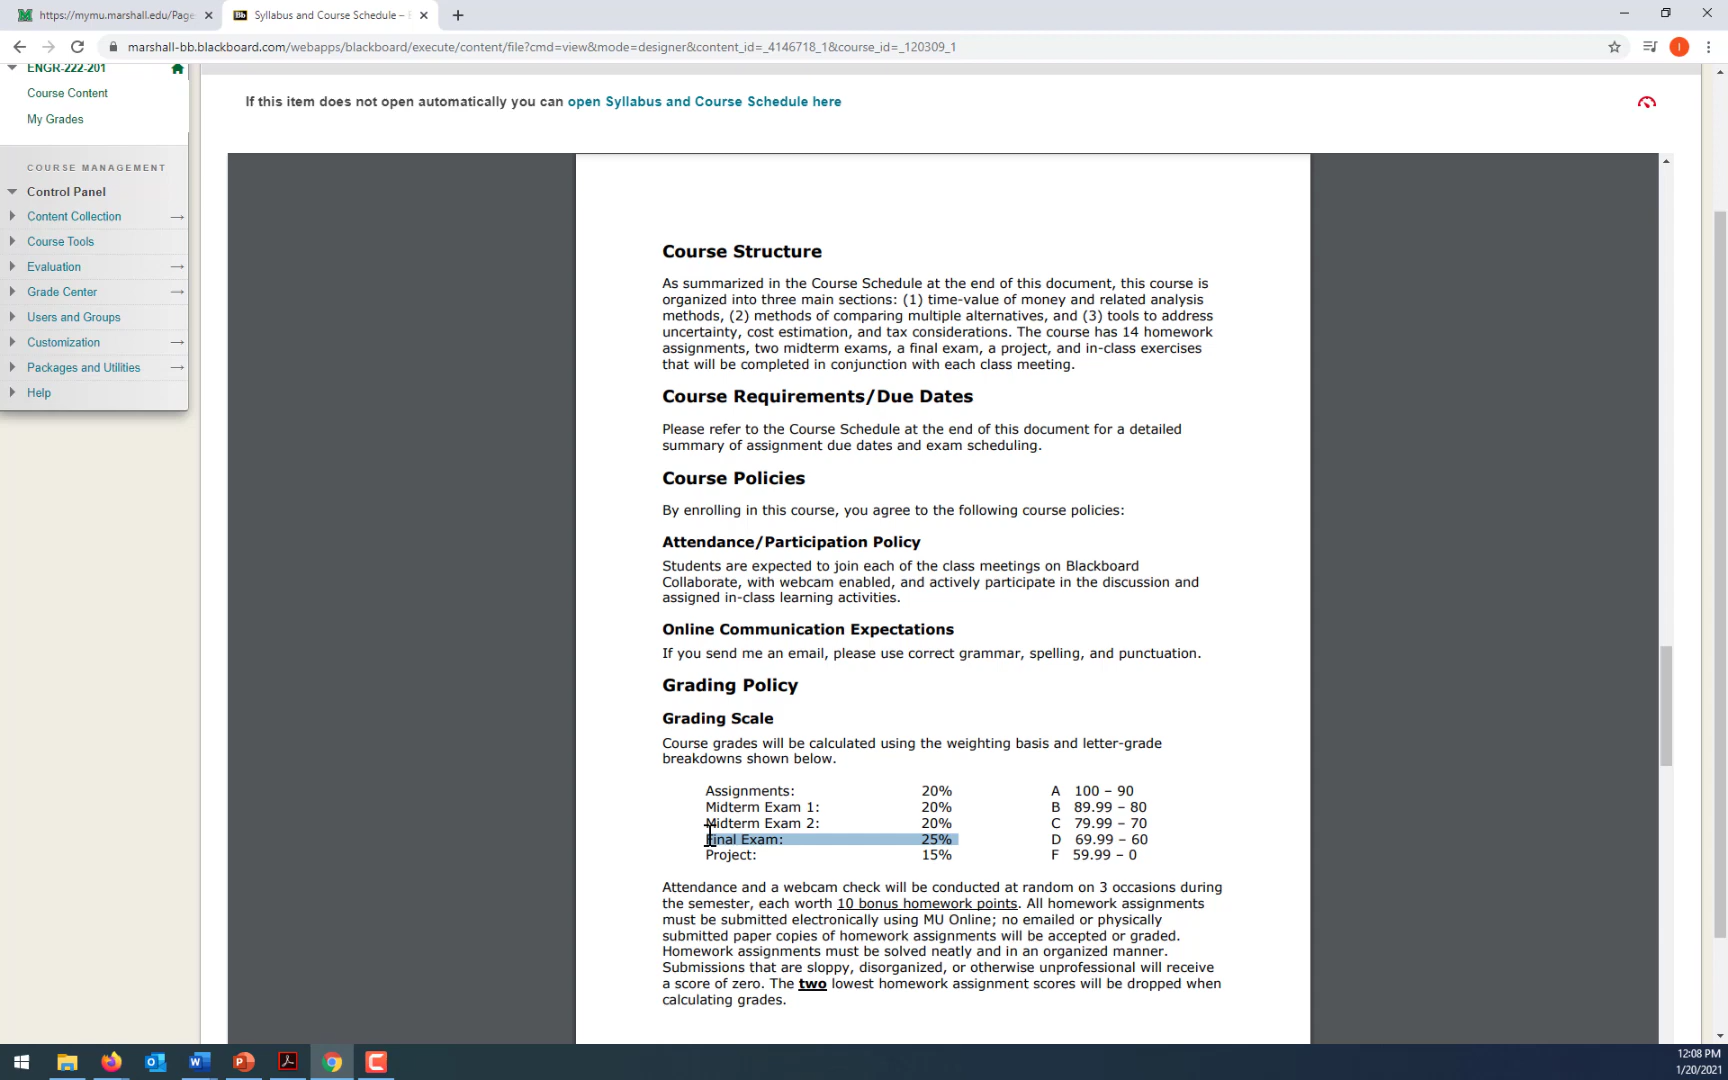 https://mymu.marshall.edu/Page
Syllabus and Course Schedule –
marshall-bb.blackboard.com/webapps/blackboard/execute/content/file?cmd=view&mode=designer&content_id=_4146718_1&course_id=_120309_1
ENGR-222-201
Course Content
My Grades
COURSE MANAGEMENT
Control Panel
Content Collection
Course Tools
Evaluation
Grade Center
Users and Groups
Customization
Packages and Utilities
Help
If this item does not open automatically you can open Syllabus and Course Schedule here
Course Structure
As summarized in the Course Schedule at the end of this document, this course is
organized into three main sections: (1) time-value of money and related analysis
methods, (2) methods of comparing multiple alternatives, and (3) tools to address
uncertainty, cost estimation, and tax considerations. The course has 14 homework
assignments, two midterm exams, a final exam, a project, and in-class exercises
that will be completed in conjunction with each class meeting.
Course Requirements/Due Dates
Please refer to the Course Schedule at the end of this document for a detailed
summary of assignment due dates and exam scheduling.
Course Policies
By enrolling in this course, you agree to the following course policies:
Attendance/Participation Policy
Students are expected to join each of the class meetings on Blackboard
Collaborate, with webcam enabled, and actively participate in the discussion and
assigned in-class learning activities.
Online Communication Expectations
If you send me an email, please use correct grammar, spelling, and punctuation.
Grading Policy
Grading Scale
Course grades will be calculated using the weighting basis and letter-grade
breakdowns shown below.
Assignments: 20% A 100 – 90
Midterm Exam 1: 20% B 89.99 – 80
Midterm Exam 2: 20% C 79.99 – 70
Final Exam: 25% D 69.99 – 60
Project: 15% F 59.99 – 0
Attendance and a webcam check will be conducted at random on 3 occasions during
the semester, each worth 10 bonus homework points. All homework assignments
must be submitted electronically using MU Online; no emailed or physically
submitted paper copies of homework assignments will be accepted or graded.
Homework assignments must be solved neatly and in an organized manner.
Submissions that are sloppy, disorganized, or otherwise unprofessional will receive
a score of zero. The two lowest homework assignment scores will be dropped when
calculating grades.
12:08 PM
1/20/2021